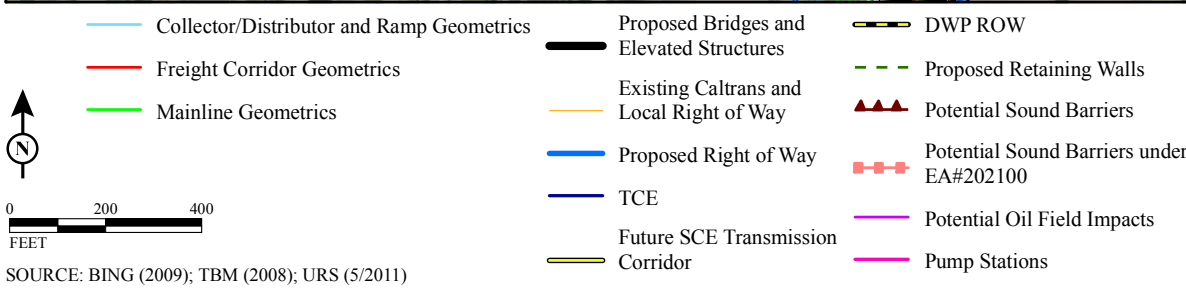 Collector/Distributor and Ramp Geometrics
Freight Corridor Geometrics
Mainline Geometrics
N
0 200 400
FEET
SOURCE: BING (2009); TBM (2008); URS (5/2011)
Proposed Bridges and
Elevated Structures
Existing Caltrans and
Local Right of Way
Proposed Right of Way
TCE
Future SCE Transmission
Corridor
DWP ROW
Proposed Retaining Walls
Potential Sound Barriers
Potential Sound Barriers under
EA#202100
Potential Oil Field Impacts
Pump Stations